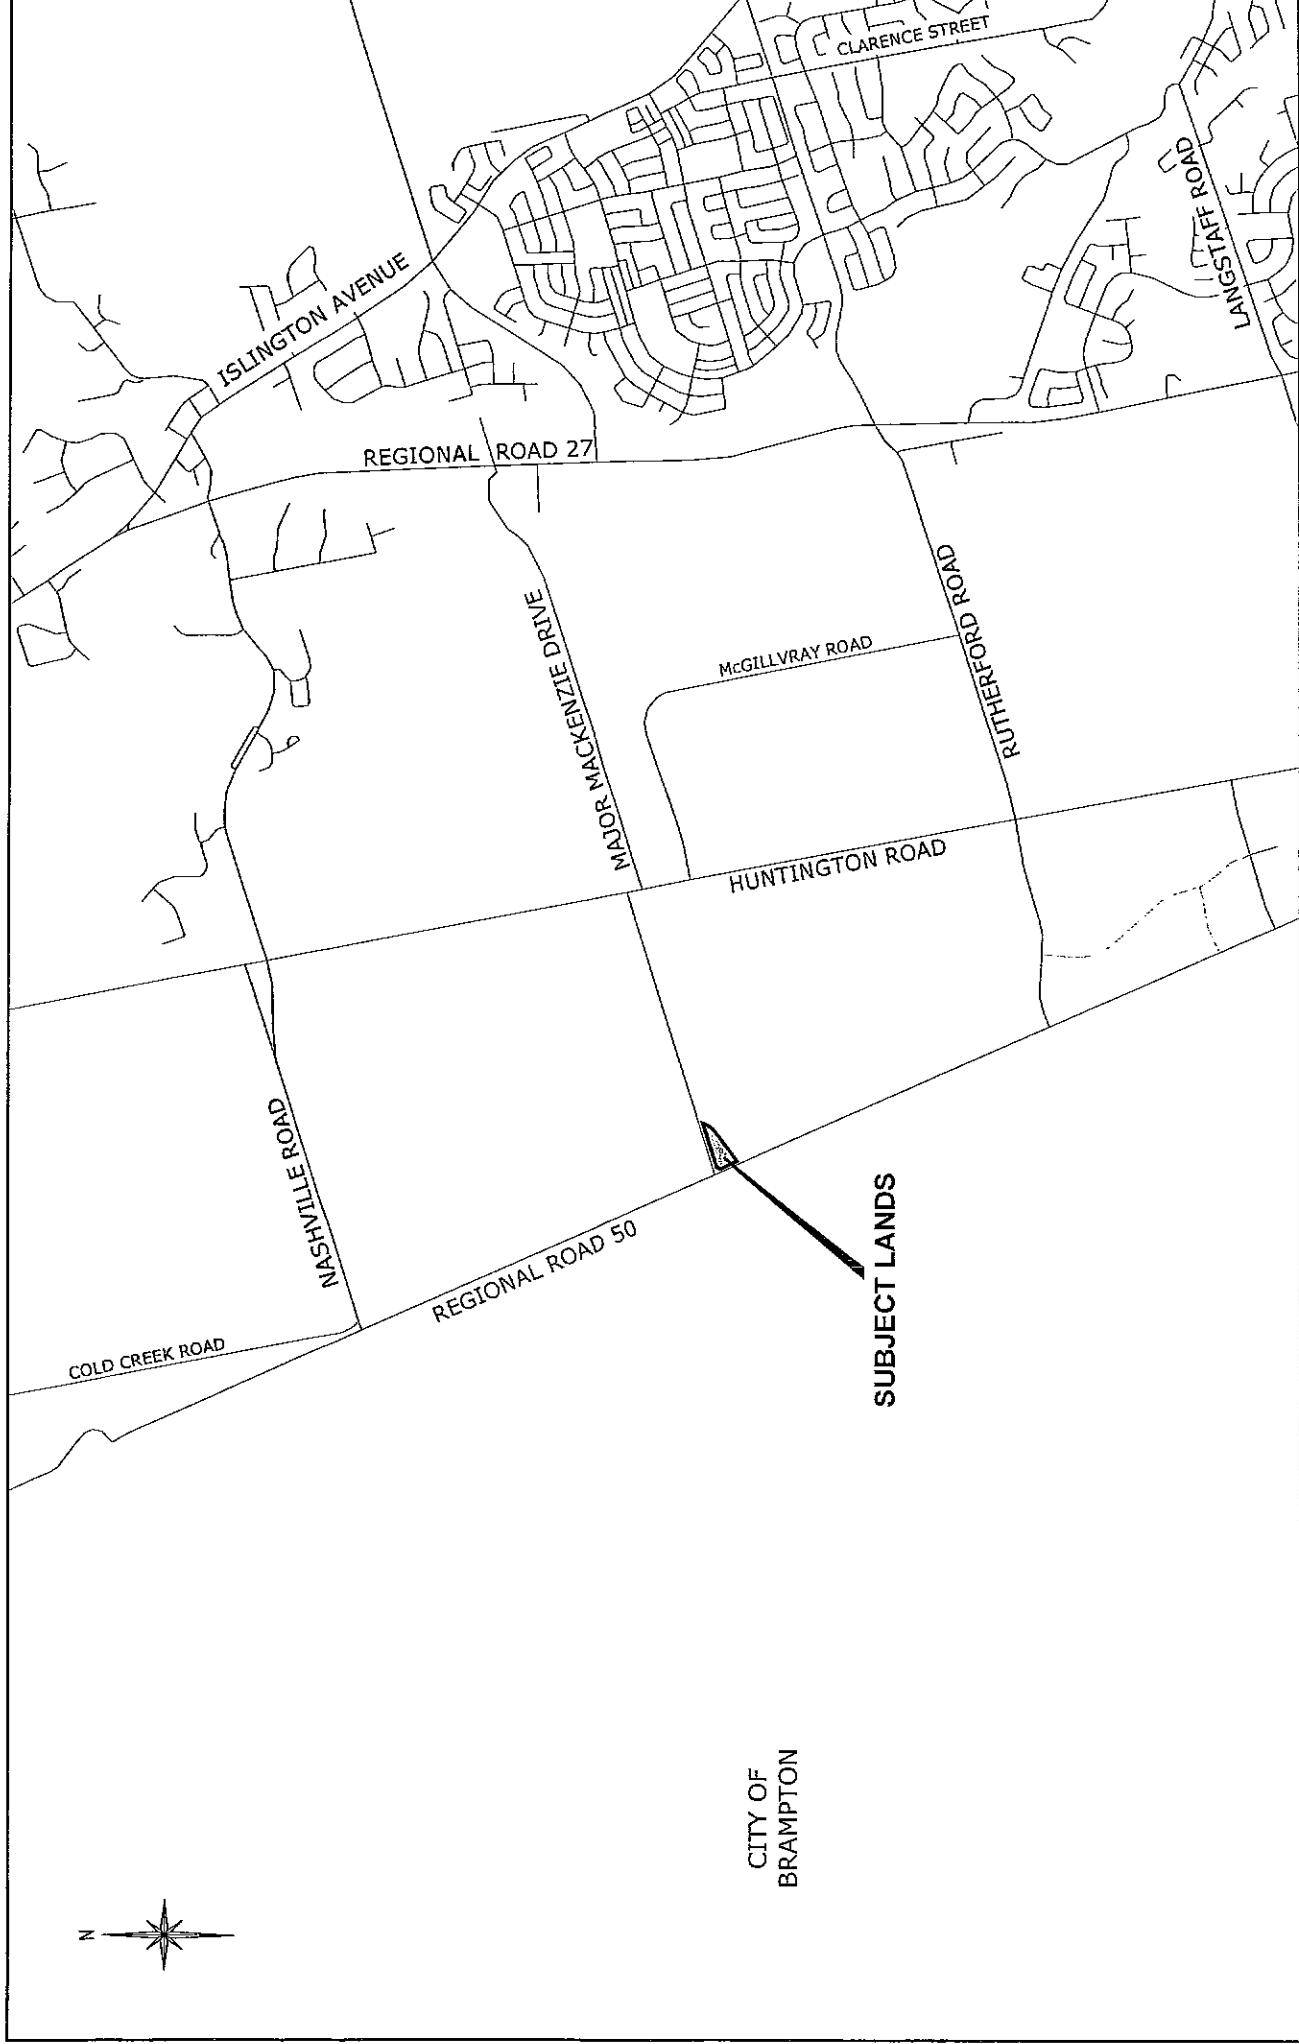 N
CITY OF
BRAMPTON
COLD CREEK ROAD
NASHVILLE ROAD
REGIONAL ROAD 50
SUBJECT LANDS
ISLINGTON AVENUE
REGIONAL ROAD 27
MAJOR MACKENZIE DRIVE
McGILLVRAY ROAD
HUNTINGTON ROAD
RUTHERFORD ROAD
CLARENCE STREET
LANGSTAFF ROAD